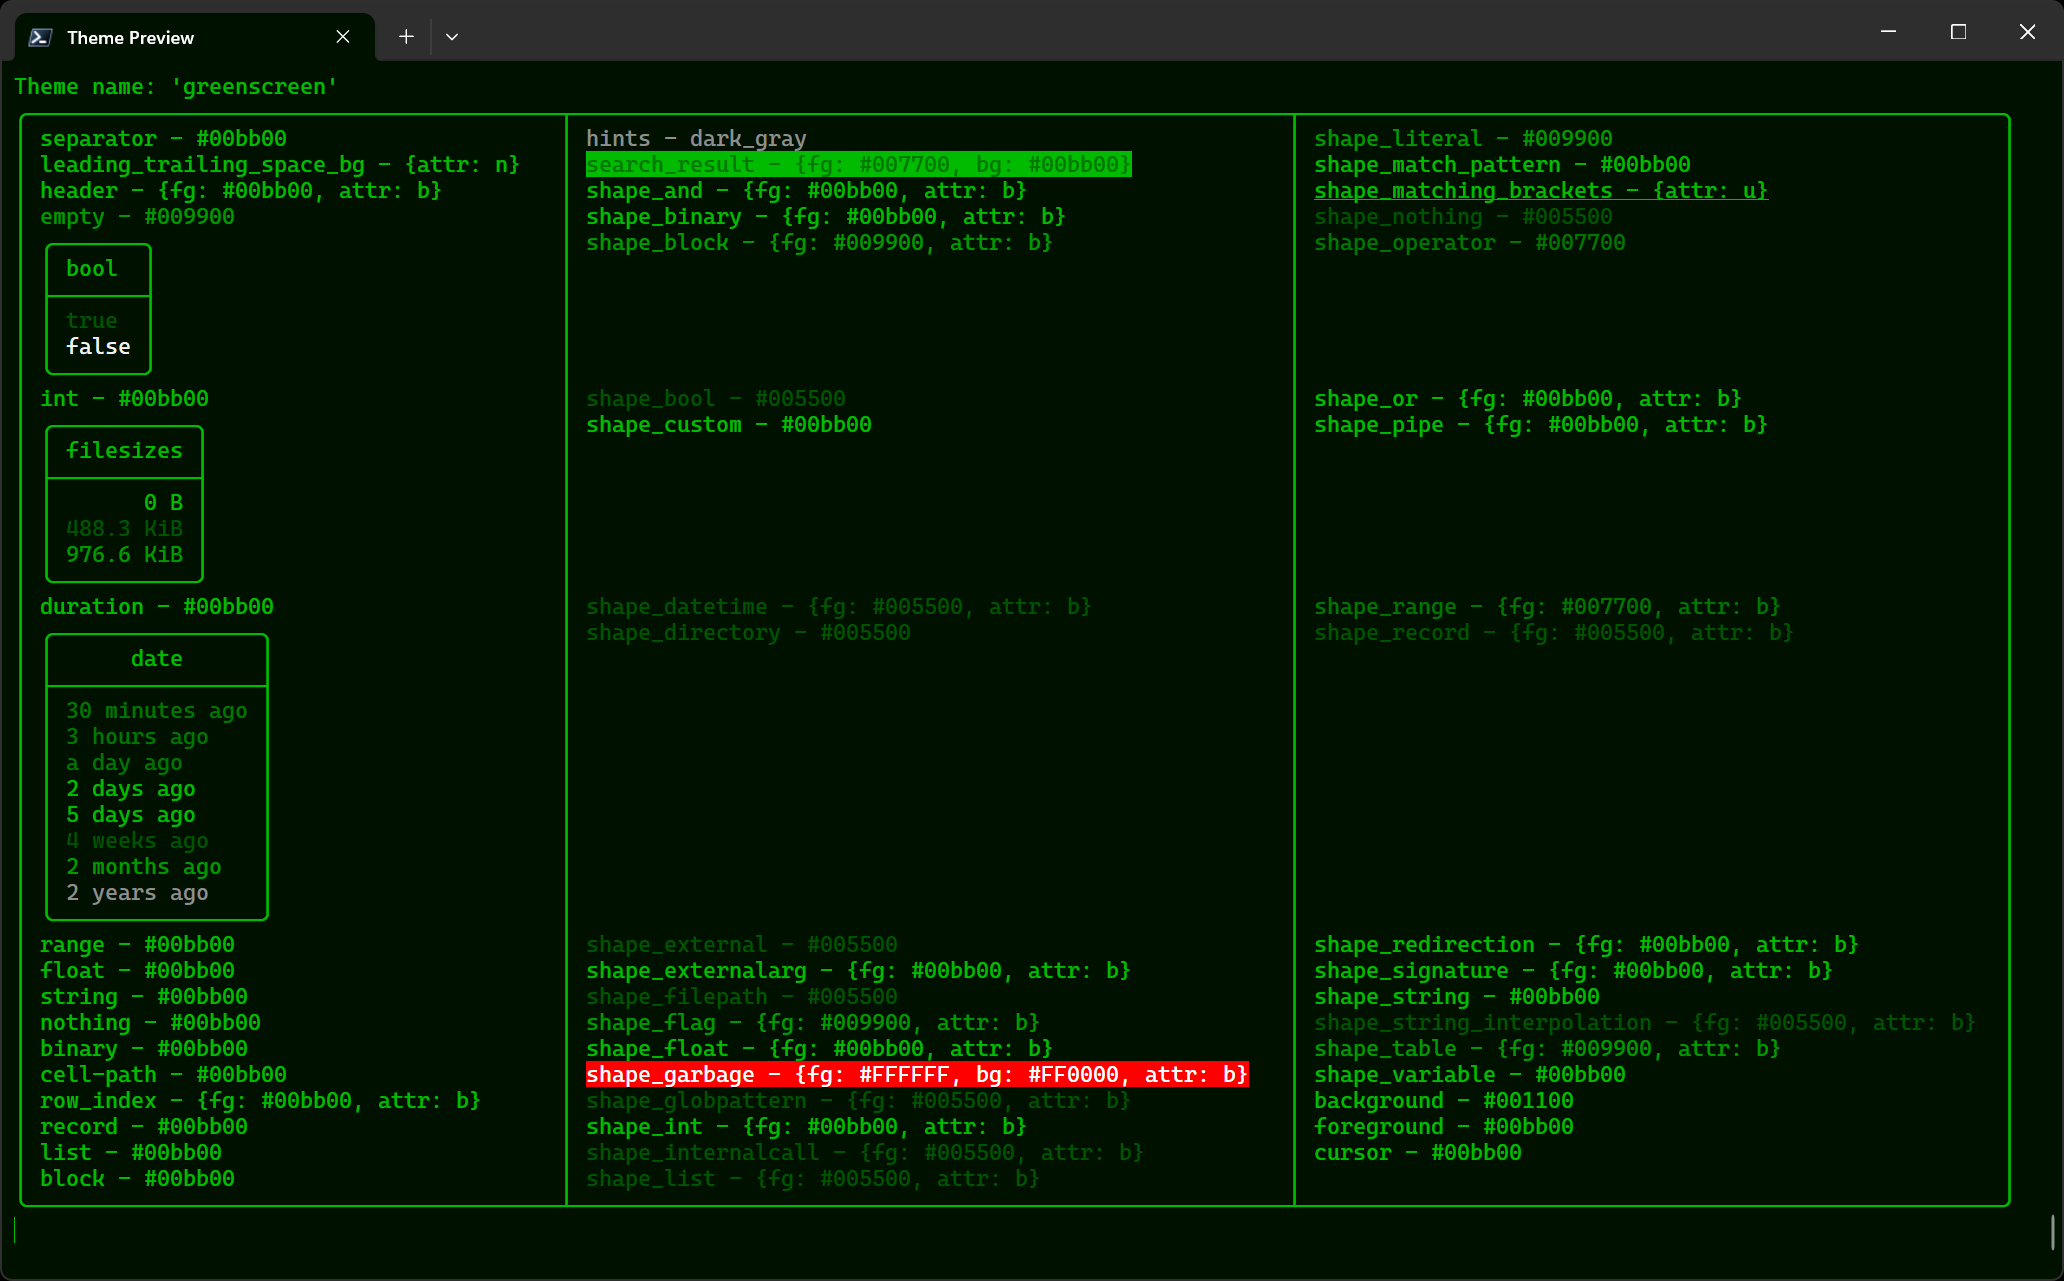 Theme Preview
Theme name: 'greenscreen'
separator - #00bb00
leading_trailing_space_bg - {attr: n}
header - {fg: #00bb00, attr: b}
empty - #009900
bool
true
false
int - #00bb00
filesizes
0 B
488.3 KiB
976.6 KiB
duration - #00bb00
date
30 minutes ago
3 hours ago
a day ago
2 days ago
5 days ago
4 weeks ago
2 months ago
2 years ago
range - #00bb00
float - #00bb00
string - #00bb00
nothing - #00bb00
binary - #00bb00
cell-path - #00bb00
row_index - {fg: #00bb00, attr: b}
record - #00bb00
list - #00bb00
block - #00bb00
hints - dark_gray
search_result - {fg: #007700, bg: #00bb00}
shape_and - {fg: #00bb00, attr: b}
shape_binary - {fg: #00bb00, attr: b}
shape_block - {fg: #009900, attr: b}
shape_bool - #005500
shape_custom - #00bb00
shape_datetime - {fg: #005500, attr: b}
shape_directory - #005500
shape_external - #005500
shape_externalarg - {fg: #00bb00, attr: b}
shape_filepath - #005500
shape_flag - {fg: #009900, attr: b}
shape_float - {fg: #00bb00, attr: b}
shape_garbage - {fg: #FFFFFF, bg: #FF0000, attr: b}
shape_globpattern - {fg: #005500, attr: b}
shape_int - {fg: #00bb00, attr: b}
shape_internalcall - {fg: #005500, attr: b}
shape_list - {fg: #005500, attr: b}
shape_literal - #009900
shape_match_pattern - #00bb00
shape_matching_brackets - {attr: u}
shape_nothing - #005500
shape_operator - #007700
shape_or - {fg: #00bb00, attr: b}
shape_pipe - {fg: #00bb00, attr: b}
shape_range - {fg: #007700, attr: b}
shape_record - {fg: #005500, attr: b}
shape_redirection - {fg: #00bb00, attr: b}
shape_signature - {fg: #00bb00, attr: b}
shape_string - #00bb00
shape_string_interpolation - {fg: #005500, attr: b}
shape_table - {fg: #009900, attr: b}
shape_variable - #00bb00
background - #001100
foreground - #00bb00
cursor - #00bb00